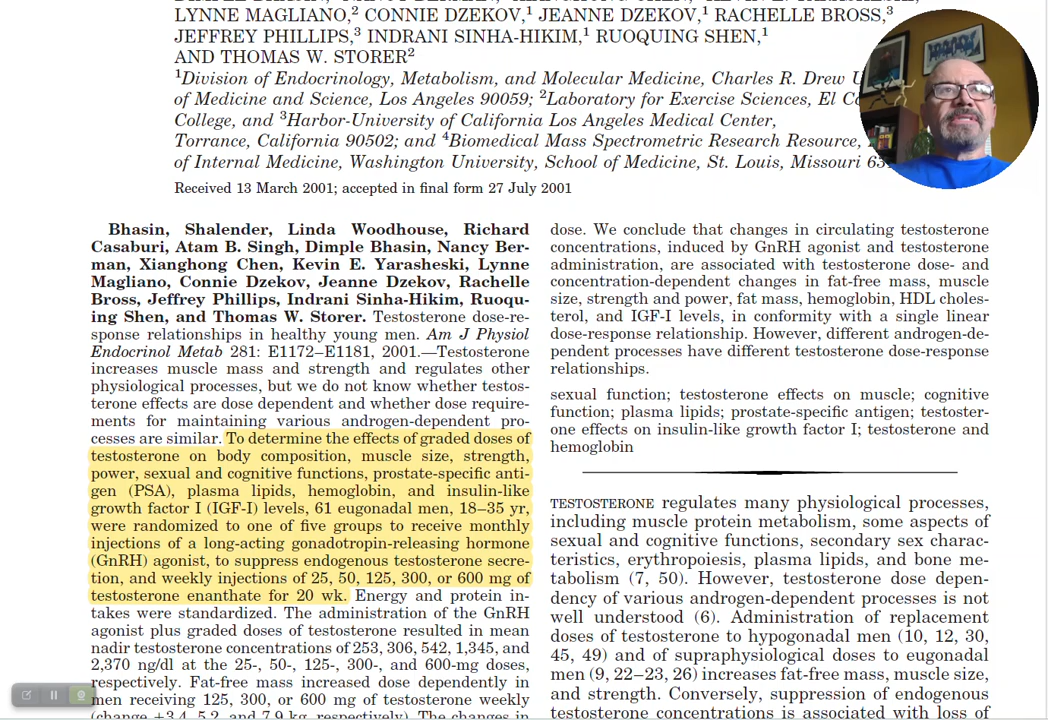 LYNNE MAGLIANO,² CONNIE DZEKOV,¹ JEANNE DZEKOV,¹ RACHELLE BROSS,³
JEFFREY PHILLIPS,³ INDRANI SINHA-HIKIM,¹ RUOQUING SHEN,¹
AND THOMAS W. STORER²
¹Division of Endocrinology, Metabolism, and Molecular Medicine, Charles R. Drew
of Medicine and Science, Los Angeles 90059; ²Laboratory for Exercise Sciences, El
College, and ³Harbor-University of California Los Angeles Medical Center,
Torrance, California 90502; and ⁴Biomedical Mass Spectrometric Research Resource,
of Internal Medicine, Washington University, School of Medicine, St. Louis, Missouri
Received 13 March 2001; accepted in final form 27 July 2001
Bhasin, Shalender, Linda Woodhouse, Richard
Casaburi, Atam B. Singh, Dimple Bhasin, Nancy Ber-
man, Xianghong Chen, Kevin E. Yarasheski, Lynne
Magliano, Connie Dzekov, Jeanne Dzekov, Rachelle
Bross, Jeffrey Phillips, Indrani Sinha-Hikim, Ruoqu-
ing Shen, and Thomas W. Storer. Testosterone dose-re-
sponse relationships in healthy young men. Am J Physiol
Endocrinol Metab 281: E1172–E1181, 2001.—Testosterone
increases muscle mass and strength and regulates other
physiological processes, but we do not know whether testos-
terone effects are dose dependent and whether dose require-
ments for maintaining various androgen-dependent pro-
cesses are similar. To determine the effects of graded doses of
testosterone on body composition, muscle size, strength,
power, sexual and cognitive functions, prostate-specific anti-
gen (PSA), plasma lipids, hemoglobin, and insulin-like
growth factor I (IGF-I) levels, 61 eugonadal men, 18–35 yr,
were randomized to one of five groups to receive monthly
injections of a long-acting gonadotropin-releasing hormone
(GnRH) agonist, to suppress endogenous testosterone secre-
tion, and weekly injections of 25, 50, 125, 300, or 600 mg of
testosterone enanthate for 20 wk. Energy and protein in-
takes were standardized. The administration of the GnRH
agonist plus graded doses of testosterone resulted in mean
nadir testosterone concentrations of 253, 306, 542, 1,345, and
2,370 ng/dl at the 25-, 50-, 125-, 300-, and 600-mg doses,
respectively. Fat-free mass increased dose dependently in
men receiving 125, 300, or 600 mg of testosterone weekly
(change +3.4, 5.2, and 7.9 kg, respectively). The changes in
dose. We conclude that changes in circulating testosterone
concentrations, induced by GnRH agonist and testosterone
administration, are associated with testosterone dose- and
concentration-dependent changes in fat-free mass, muscle
size, strength and power, fat mass, hemoglobin, HDL choles-
terol, and IGF-I levels, in conformity with a single linear
dose-response relationship. However, different androgen-de-
pendent processes have different testosterone dose-response
relationships.
sexual function; testosterone effects on muscle; cognitive
function; plasma lipids; prostate-specific antigen; testoster-
one effects on insulin-like growth factor I; testosterone and
hemoglobin
TESTOSTERONE regulates many physiological processes,
including muscle protein metabolism, some aspects of
sexual and cognitive functions, secondary sex charac-
teristics, erythropoiesis, plasma lipids, and bone me-
tabolism (7, 50). However, testosterone dose depen-
dency of various androgen-dependent processes is not
well understood (6). Administration of replacement
doses of testosterone to hypogonadal men (10, 12, 30,
45, 49) and of supraphysiological doses to eugonadal
men (9, 22–23, 26) increases fat-free mass, muscle size,
and strength. Conversely, suppression of endogenous
testosterone concentrations is associated with loss of